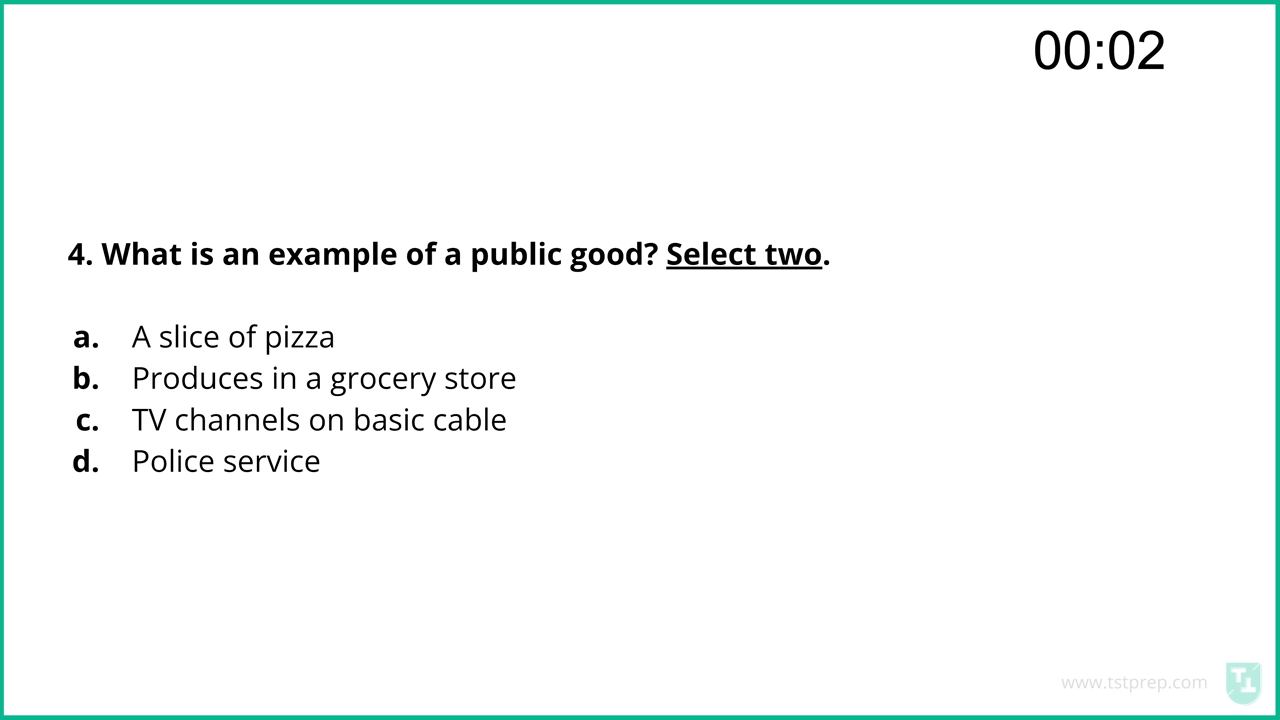 00:02
4. What is an example of a public good? Select two.
a. A slice of pizza
b. Produces in a grocery store
c. TV channels on basic cable
d. Police service
www.tstprep.com